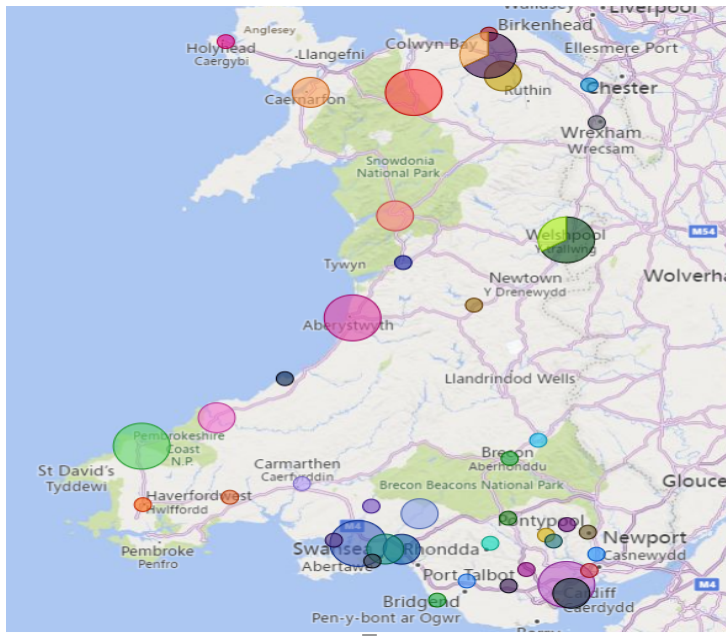 Wallasey
Liverpool
Birkenhead
Anglesey
Holyhead
Caergybi
Llangefni
Colwyn Bay
Ellesmere Port
Caernarfon
Ruthin
Chester
Wrexham
Wrecsam
Snowdonia
National Park
Welshpool
Y Trallwng
M54
Tywyn
Newtown
Y Drenewydd
Wolverha
Aberystwyth
Llandrindod Wells
Pembrokeshire
Coast
N.P.
St David's
Tyddewi
Carmarthen
Caerfyrddin
Brecon
Aberhonddu
Brecon Beacons National Park
Glouce
Haverfordwest
Hwlffordd
Pembroke
Penfro
M4
Swansea
Abertawe
Rhondda
Pontypool
Newport
Casnewydd
Port Talbot
M4
Bridgend
Pen-y-bont ar Ogwr
Cardiff
Caerdydd